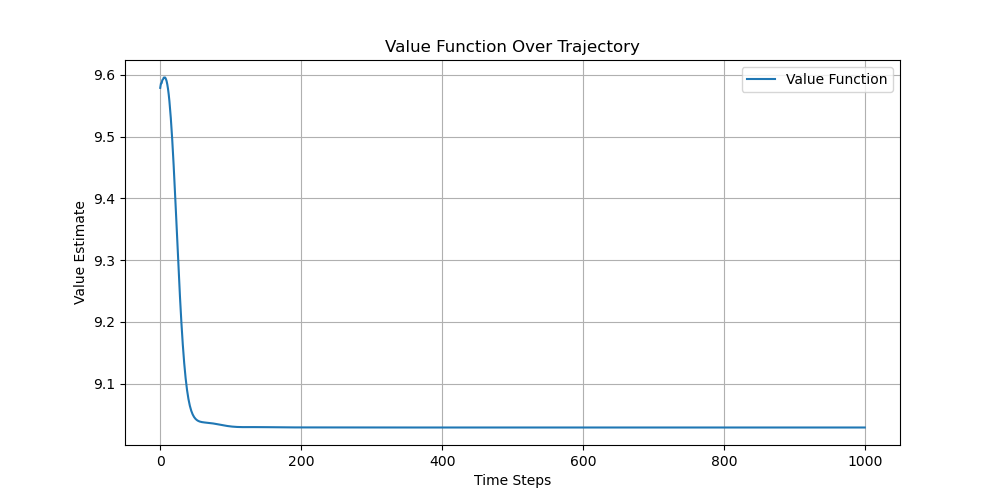 Value Function Over Trajectory
Value Function
9.6
9.5
9.4
9.3
9.2
9.1
Value Estimate
0 200 400 600 800 1000
Time Steps